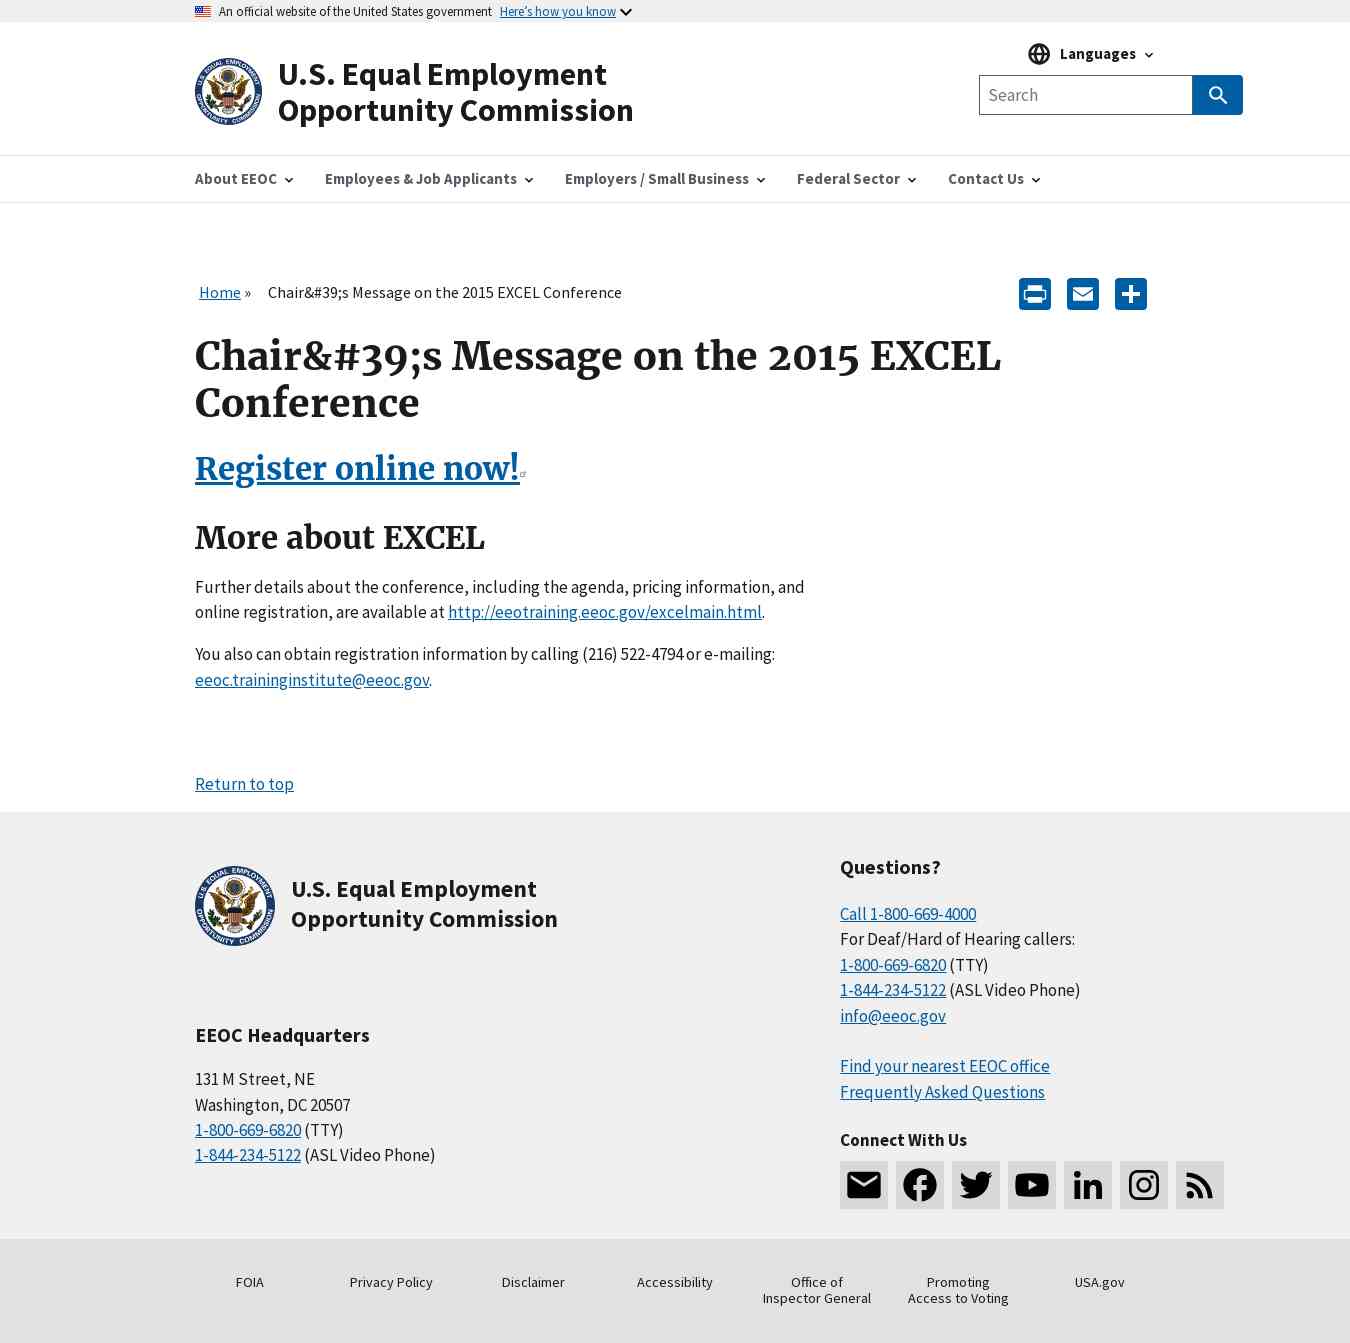 An official website of the United States government Here's how you know
U.S. Equal Employment
Opportunity Commission
Languages
Search
About EEOC
Employees & Job Applicants
Employers / Small Business
Federal Sector
Contact Us
Home » Chair&#39;s Message on the 2015 EXCEL Conference
Chair&#39;s Message on the 2015 EXCEL
Conference
Register online now!
More about EXCEL
Further details about the conference, including the agenda, pricing information, and
online registration, are available at http://eeotraining.eeoc.gov/excelmain.html.
You also can obtain registration information by calling (216) 522-4794 or e-mailing:
eeoc.traininginstitute@eeoc.gov.
Return to top
U.S. Equal Employment
Opportunity Commission
EEOC Headquarters
131 M Street, NE
Washington, DC 20507
1-800-669-6820 (TTY)
1-844-234-5122 (ASL Video Phone)
Questions?
Call 1-800-669-4000
For Deaf/Hard of Hearing callers:
1-800-669-6820 (TTY)
1-844-234-5122 (ASL Video Phone)
info@eeoc.gov
Find your nearest EEOC office
Frequently Asked Questions
Connect With Us
FOIA
Privacy Policy
Disclaimer
Accessibility
Office of
Inspector General
Promoting
Access to Voting
USA.gov